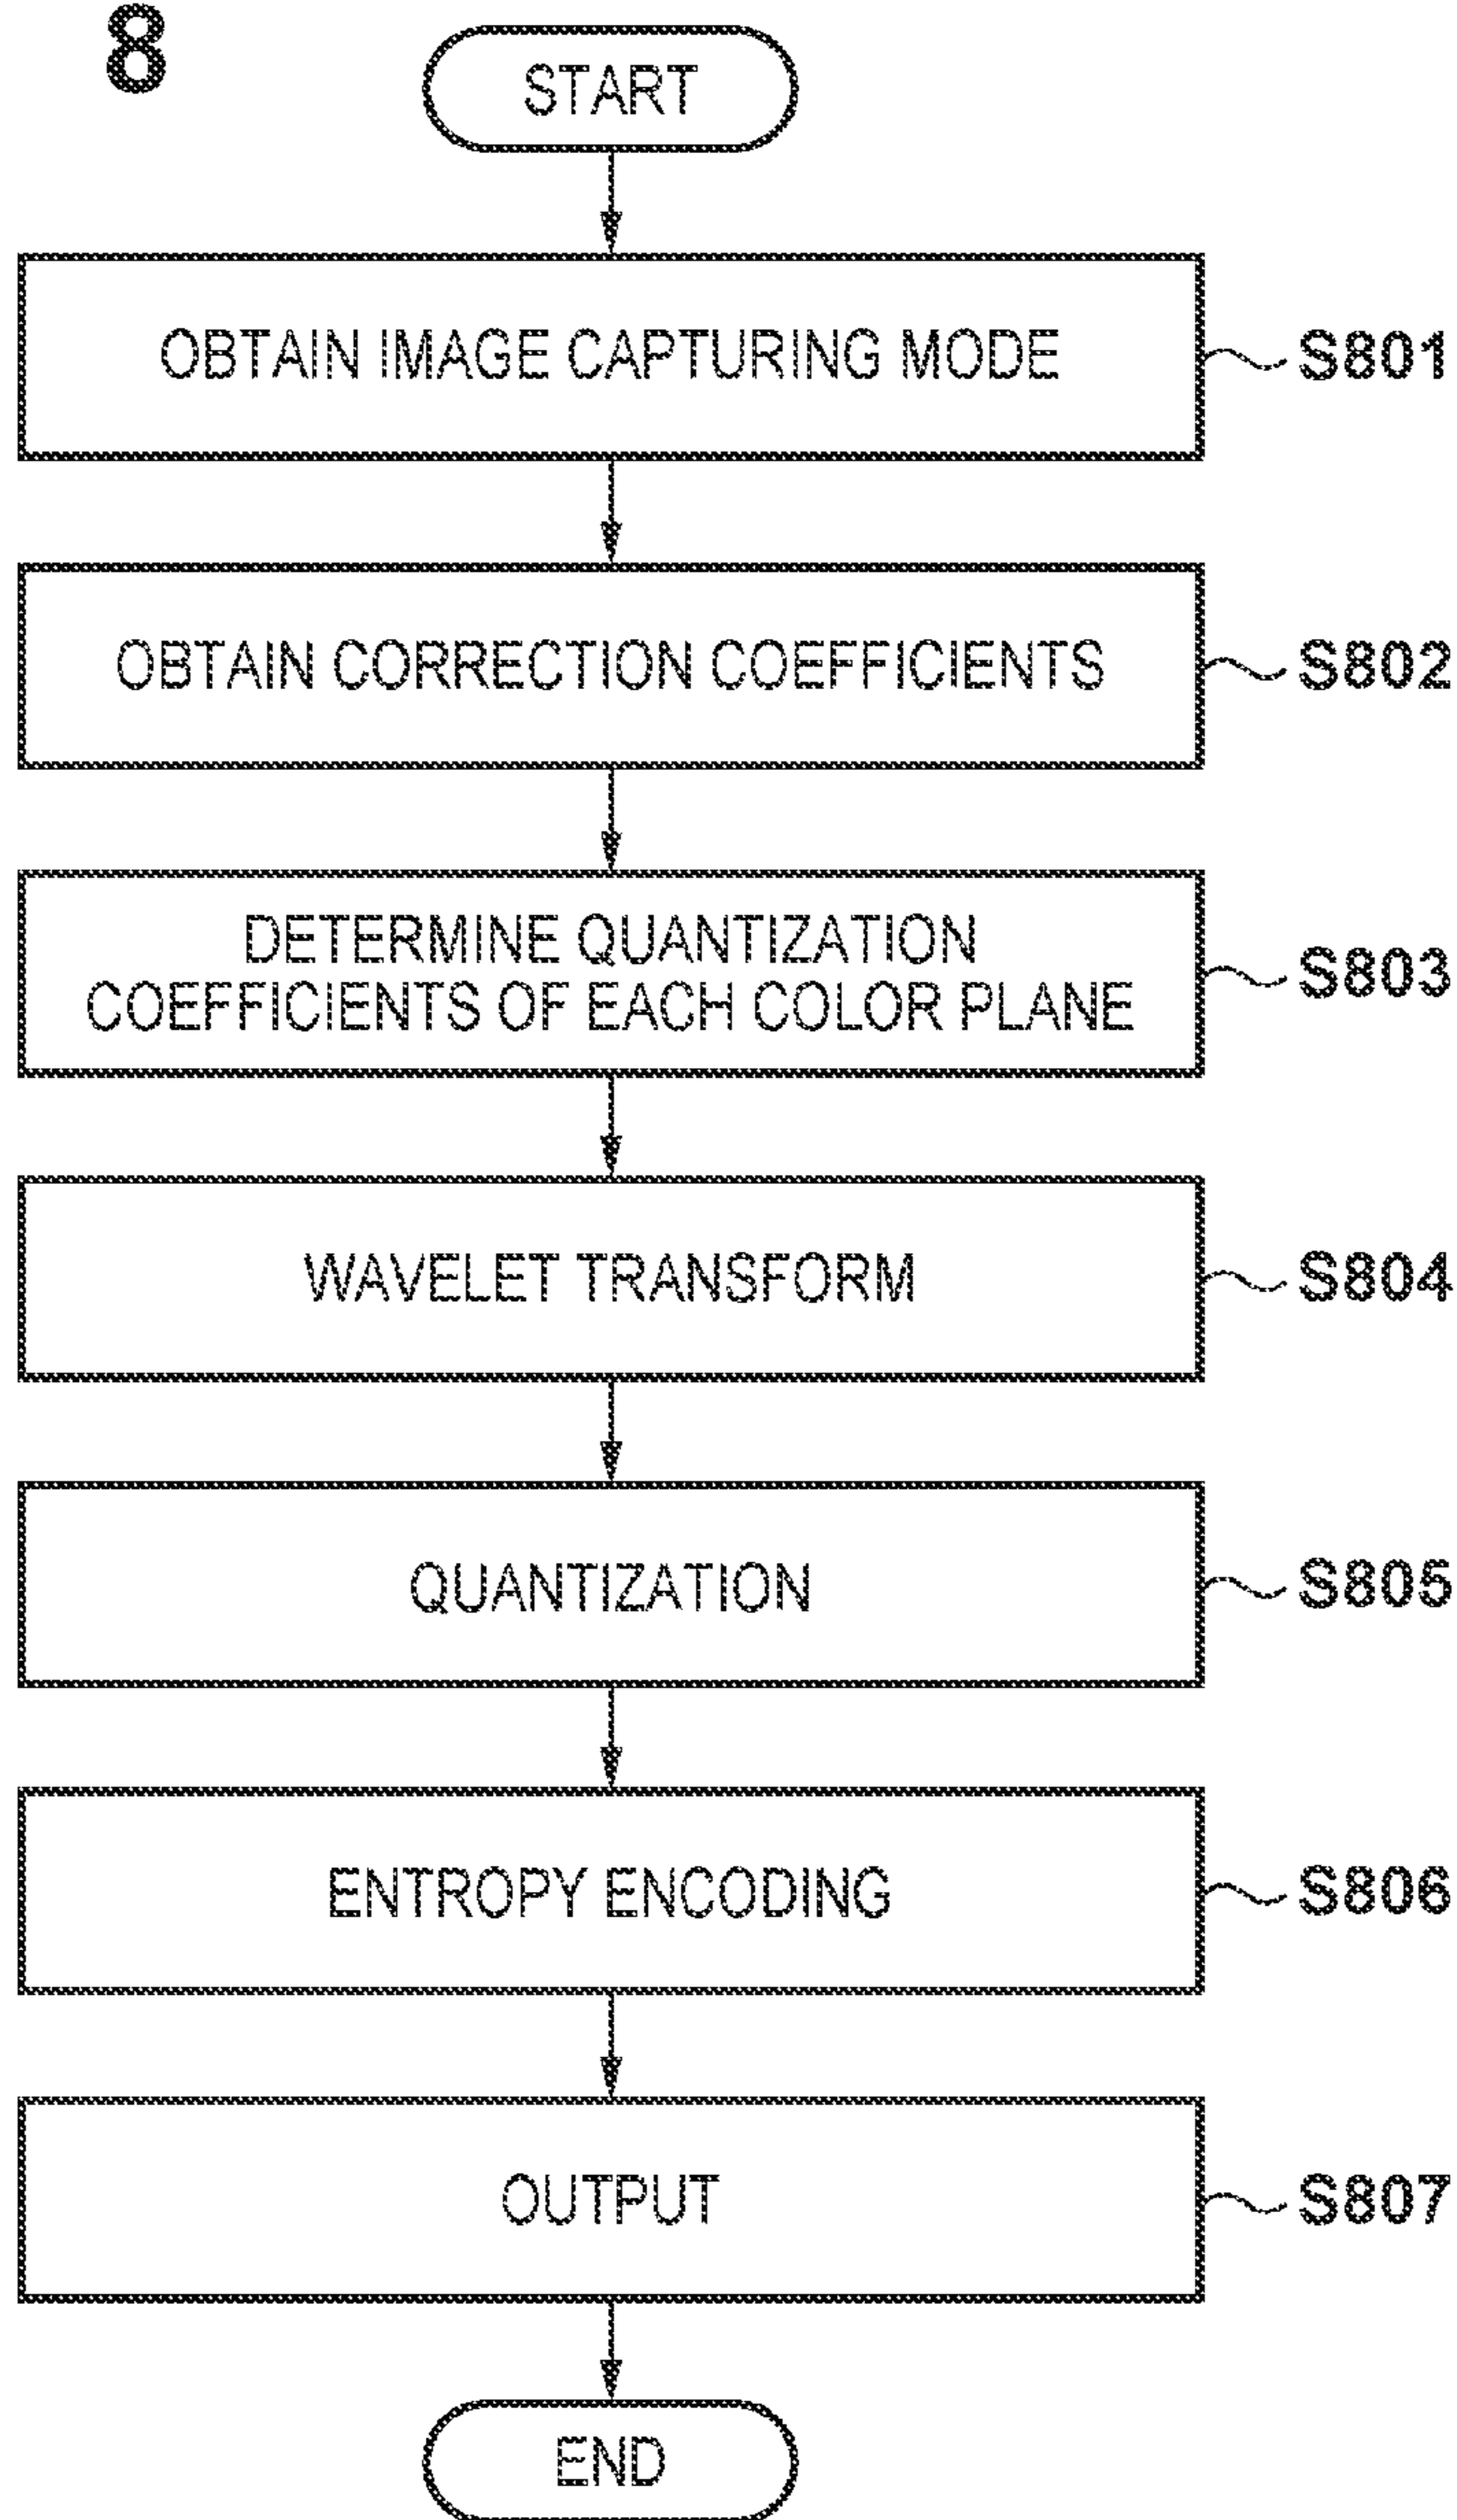 8
START
OBTAIN IMAGE CAPTURING MODE
S801
OBTAIN CORRECTION COEFFICIENTS
S802
DETERMINE QUANTIZATION
COEFFICIENTS OF EACH COLOR PLANE
S803
WAVELET TRANSFORM
S804
QUANTIZATION
S805
ENTROPY ENCODING
S806
OUTPUT
S807
END